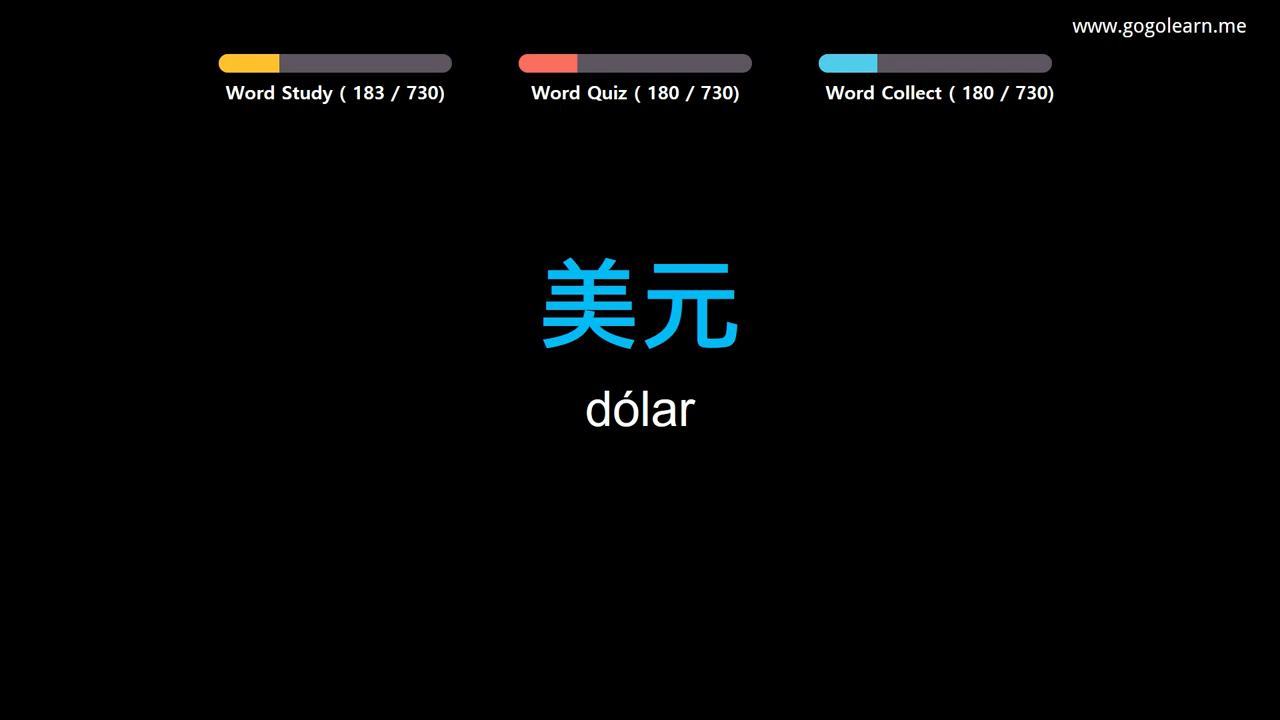 www.gogolearn.me
Word Study ( 183 / 730)
Word Quiz ( 180 / 730)
Word Collect ( 180 / 730)
美元
dólar